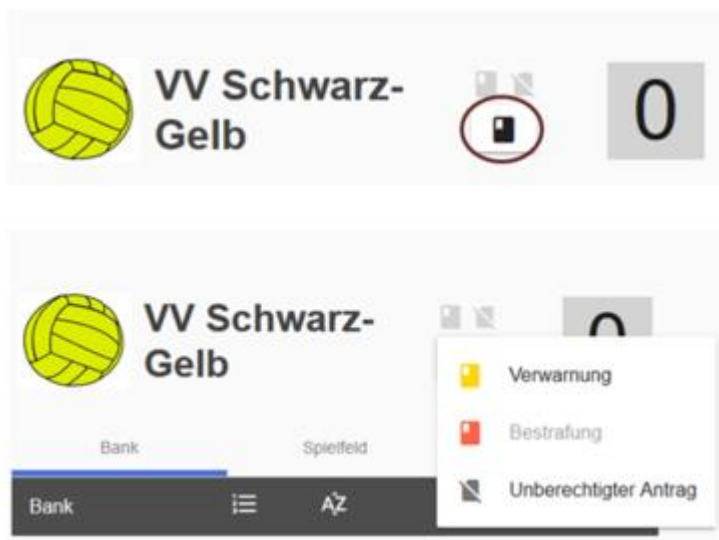 VV Schwarz-
Gelb
0
VV Schwarz-
Gelb
Verwarnung
Bank
Spielfeld
Bestrafung
Bank
AZ
Unberechtigter Antrag